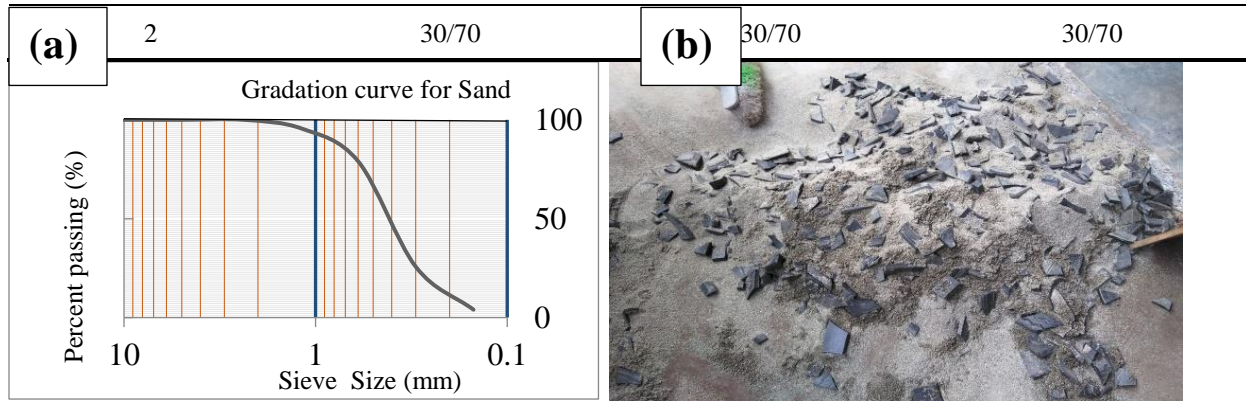 (a) 2 30/70 (b) 30/70 30/70
Gradation curve for Sand
100
50
0
Percent passing (%)
10 1 0.1
Sieve Size (mm)